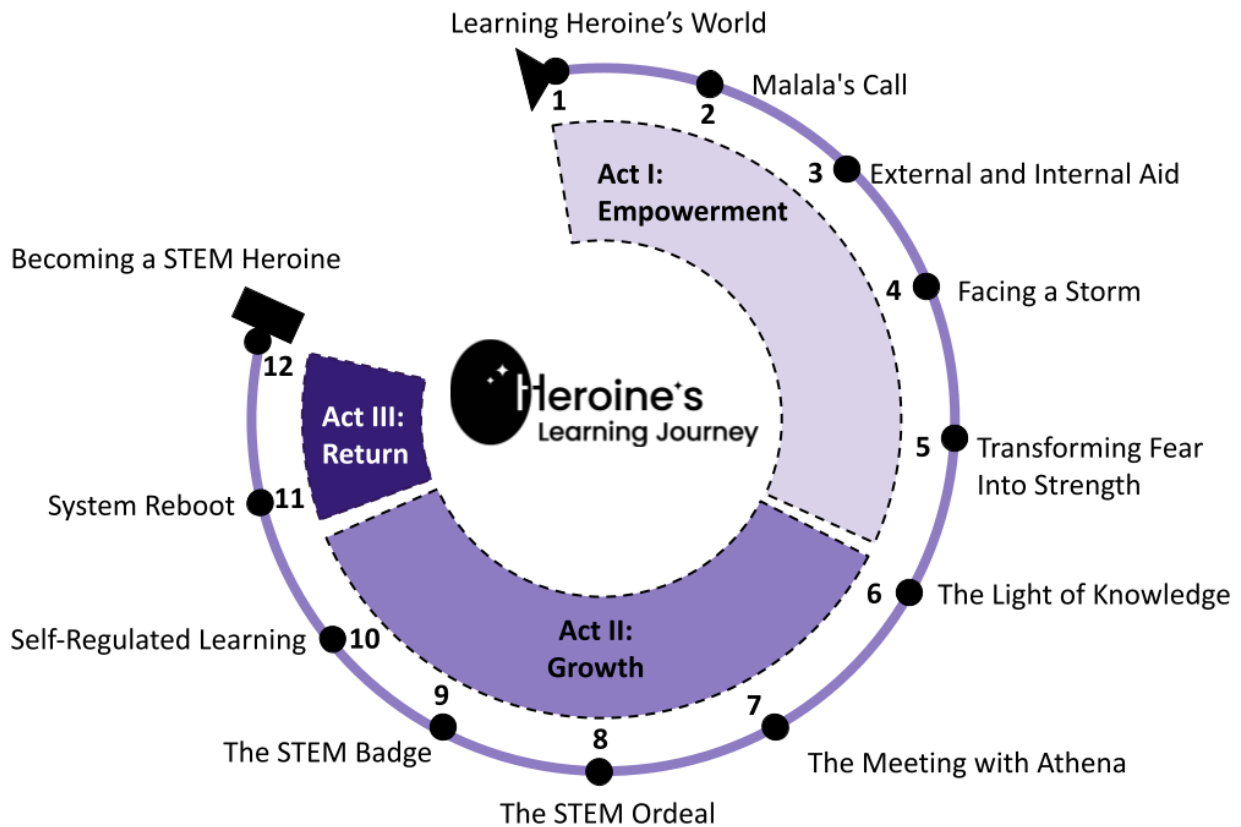 Learning Heroine's World
1
2
Malala's Call
3
External and Internal Aid
Act I:
Empowerment
4
Facing a Storm
5
Transforming Fear
Into Strength
6
The Light of Knowledge
7
The Meeting with Athena
Act II:
Growth
8
The STEM Ordeal
9
The STEM Badge
10
Self-Regulated Learning
11
System Reboot
Act III:
Return
12
Becoming a STEM Heroine
Heroine's
Learning Journey